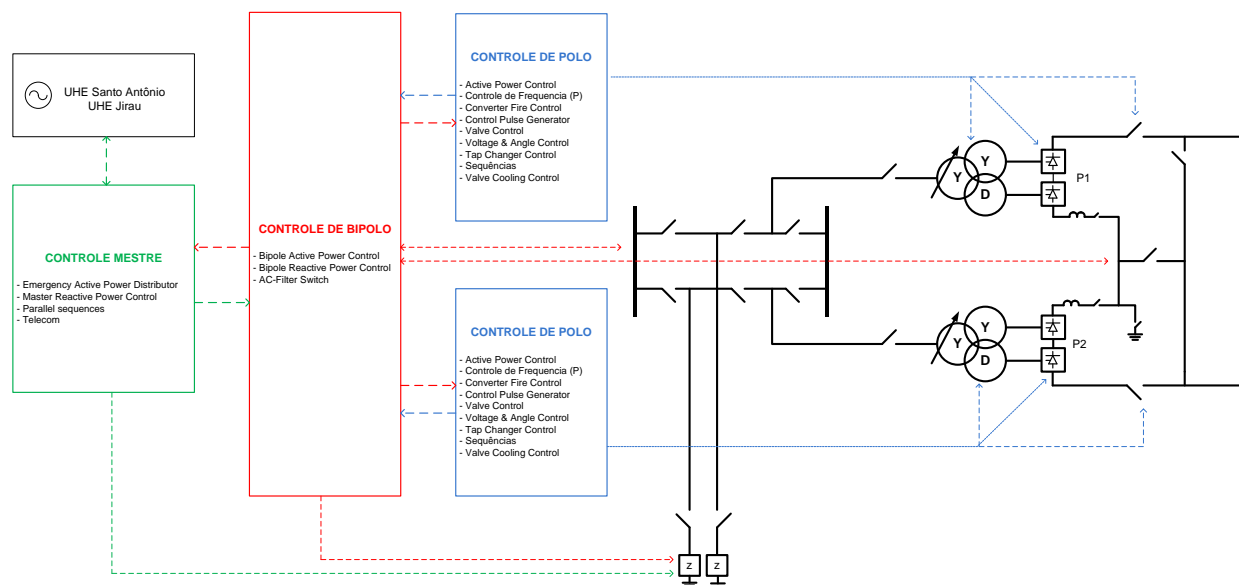 UHE Santo Antônio
UHE Jirau
CONTROLE MESTRE
- Emergency Active Power Distributor
- Master Reactive Power Control
- Parallel sequences
- Telecom
CONTROLE DE BIPOLO
- Bipole Active Power Control
- Bipole Reactive Power Control
- AC-Filter Switch
CONTROLE DE POLO
- Active Power Control
- Controle de Frequencia (P)
- Converter Fire Control
- Control Pulse Generator
- Valve Control
- Voltage & Angle Control
- Tap Changer Control
- Sequências
- Valve Cooling Control
CONTROLE DE POLO
- Active Power Control
- Controle de Frequencia (P)
- Converter Fire Control
- Control Pulse Generator
- Valve Control
- Voltage & Angle Control
- Tap Changer Control
- Sequências
- Valve Cooling Control
Y
Y
D
P1
Y
Y
D
P2
Z
Z